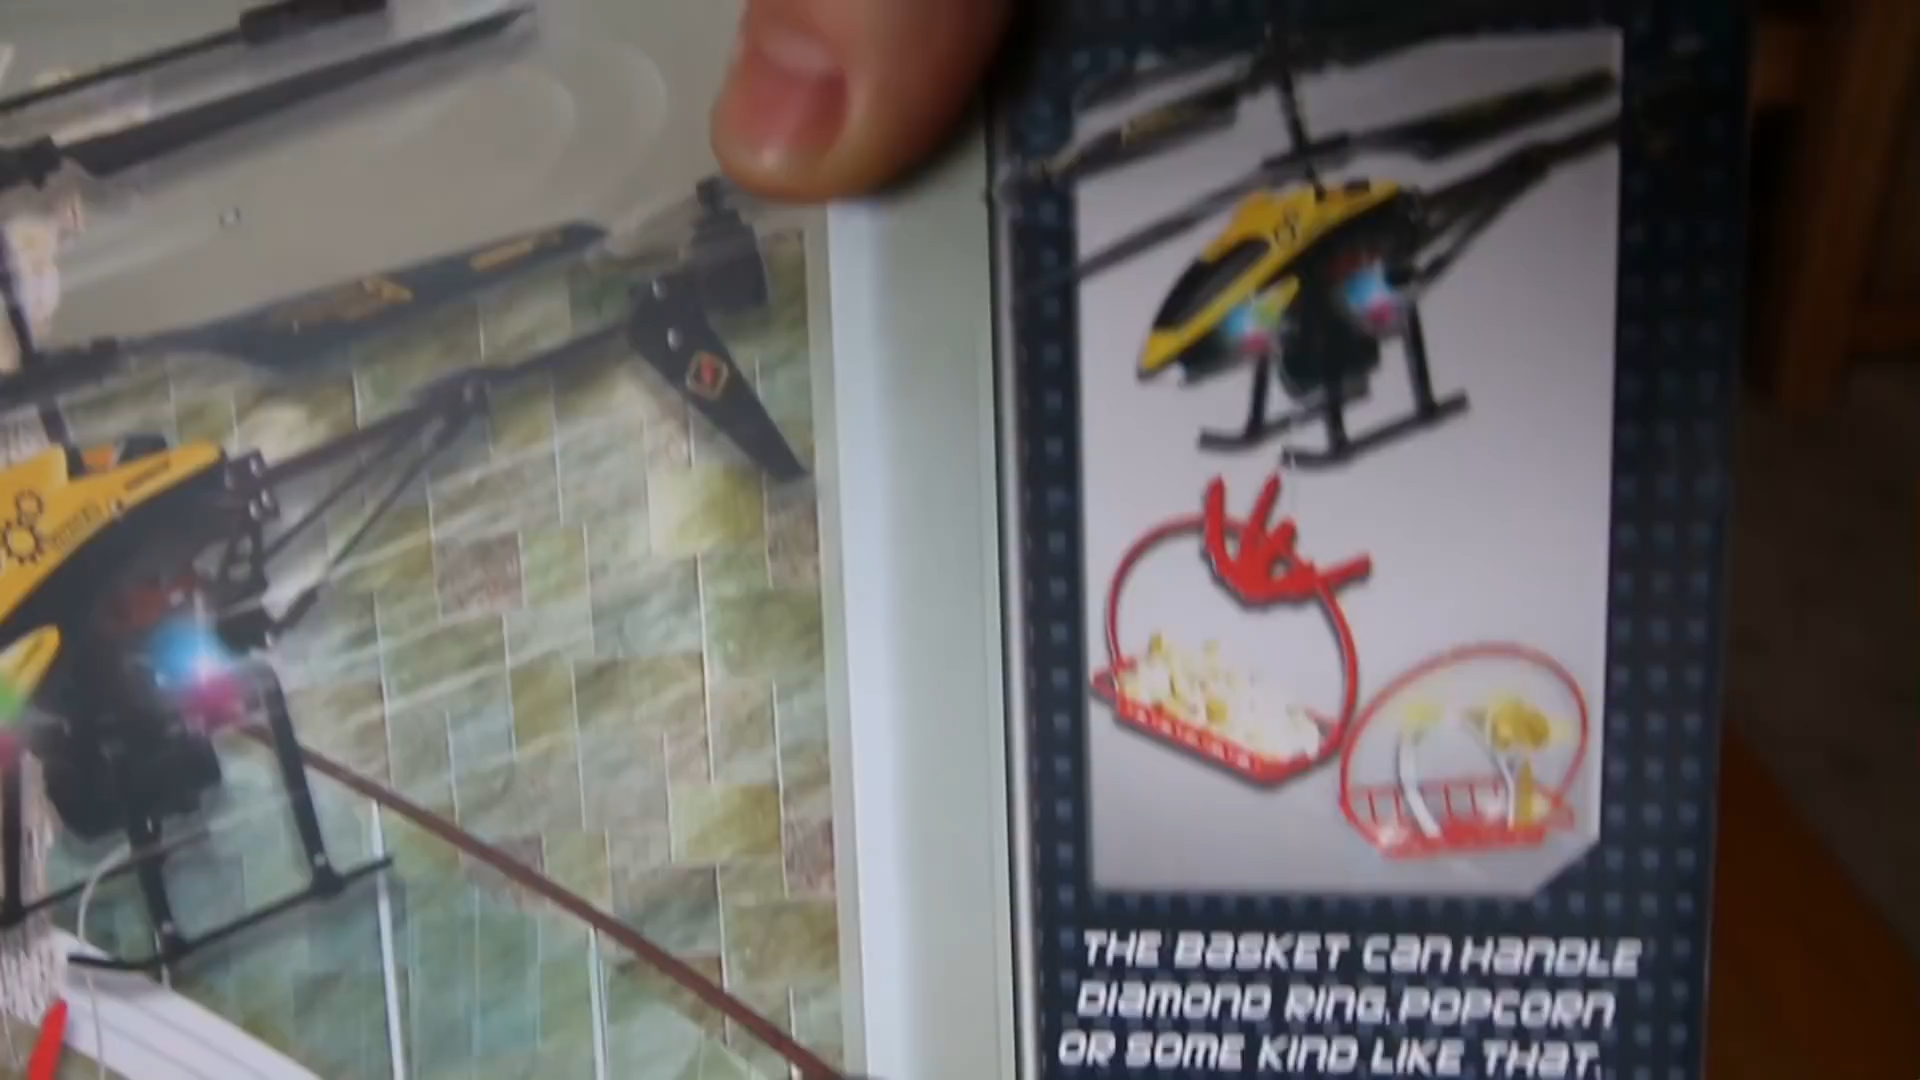 THE BASKET CAN HANDLE
DIAMOND RING, POPCORN
OR SOME KIND LIKE THAT.